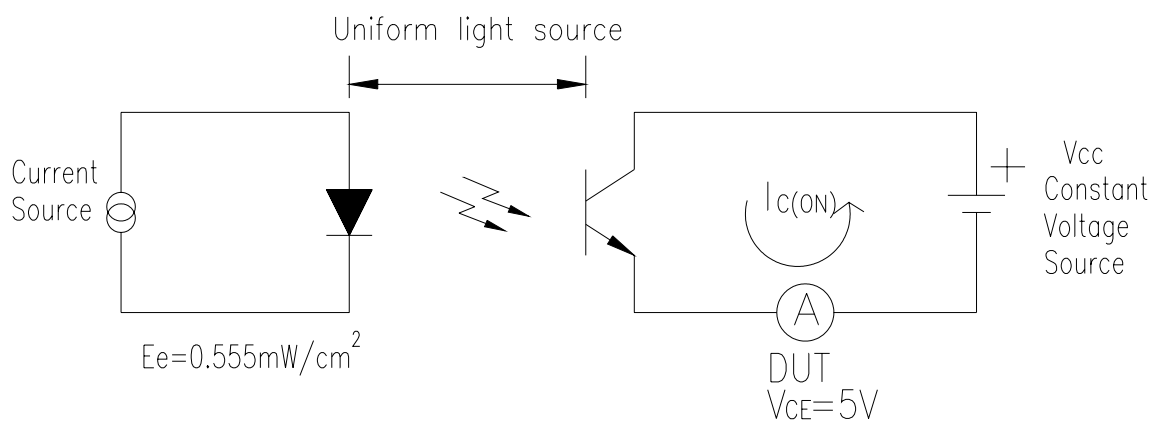 Uniform light source
Current
Source
Ee=0.555mW/cm²
IC(ON)
A
DUT
VCE=5V
+
Vcc
Constant
Voltage
Source